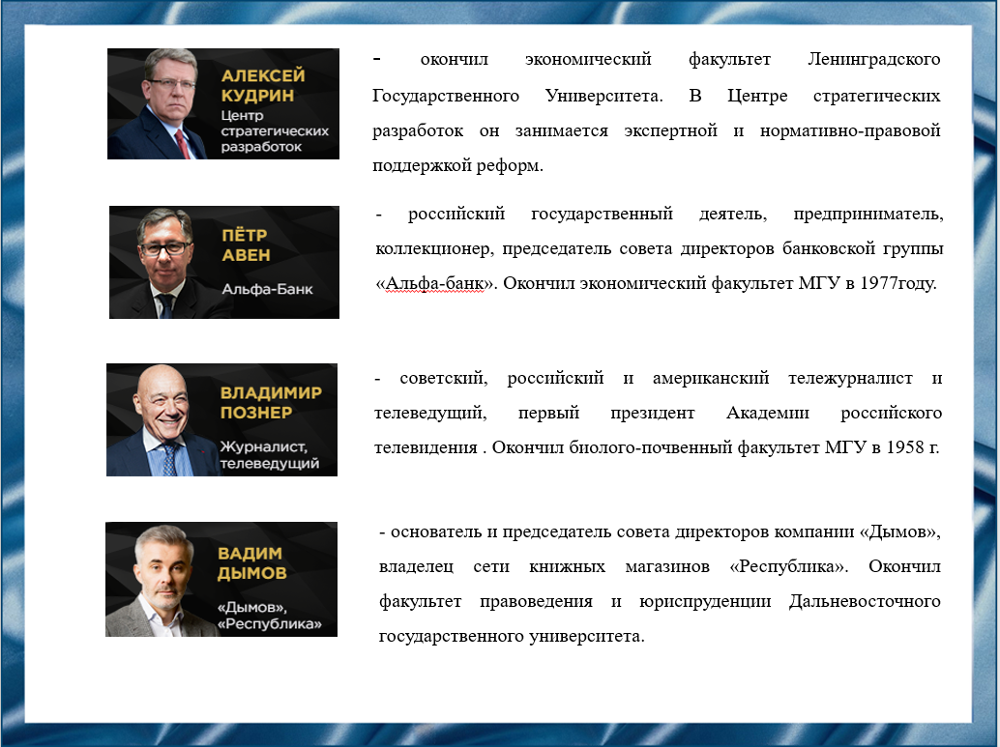 АЛЕКСЕЙ
КУДРИН
Центр
стратегических
разработок
- окончил экономический факультет Ленинградского
Государственного Университета. В Центре стратегических
разработок он занимается экспертной и нормативно-правовой
поддержкой реформ.
ПЁТР
АВЕН
Альфа-Банк
- российский государственный деятель, предприниматель,
коллекционер, председатель совета директоров банковской группы
«Альфа-банк». Окончил экономический факультет МГУ в 1977году.
ВЛАДИМИР
ПОЗНЕР
Журналист,
телеведущий
- советский, российский и американский тележурналист и
телеведущий, первый президент Академии российского
телевидения . Окончил биолого-почвенный факультет МГУ в 1958 г.
ВАДИМ
ДЫМОВ
«Дымов»,
«Республика»
- основатель и председатель совета директоров компании «Дымов»,
владелец сети книжных магазинов «Республика». Окончил
факультет правоведения и юриспруденции Дальневосточного
государственного университета.